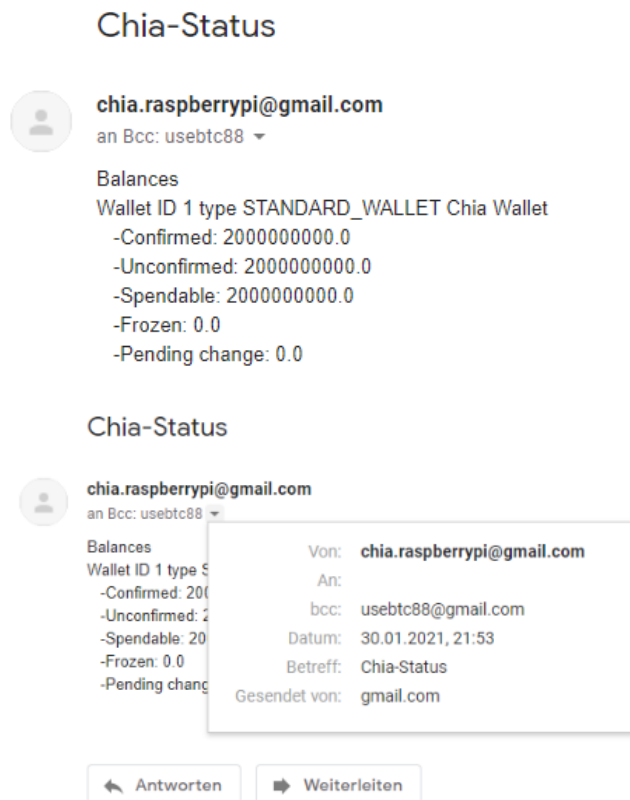 Chia-Status
chia.raspberrypi@gmail.com
an Bcc: usebtc88
Balances
Wallet ID 1 type STANDARD_WALLET Chia Wallet
-Confirmed: 2000000000.0
-Unconfirmed: 2000000000.0
-Spendable: 2000000000.0
-Frozen: 0.0
-Pending change: 0.0
Chia-Status
chia.raspberrypi@gmail.com
an Bcc: usebtc88
Balances
Wallet ID 1 type
-Confirmed:
-Unconfirmed:
-Spendable:
-Frozen: 0.0
-Pending
Von: chia.raspberrypi@gmail.com
An:
bcc: usebtc88@gmail.com
Datum: 30.01.2021, 21:53
Betreff: Chia-Status
Gesendet von: gmail.com
Antworten
Weiterleiten